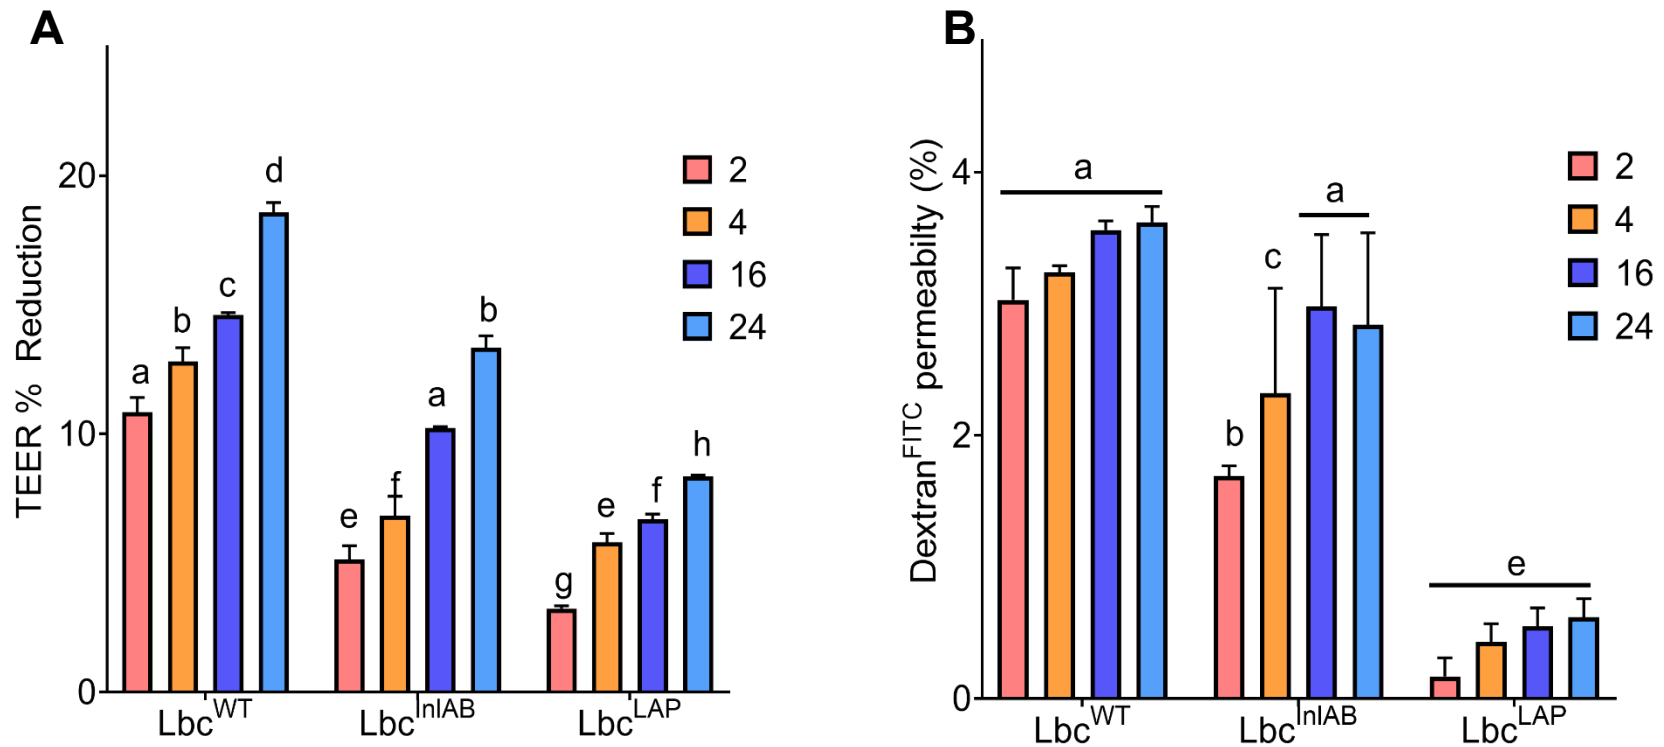 A
TEER % Reduction
20
10
0
a
b
c
d
e
f
a
b
g
e
f
h
2
4
16
24
Lbc^WT
Lbc^InlAB
Lbc^LAP
B
Dextran^FITC permeabilty (%)
4
2
0
a
b
c
a
e
2
4
16
24
Lbc^WT
Lbc^InlAB
Lbc^LAP